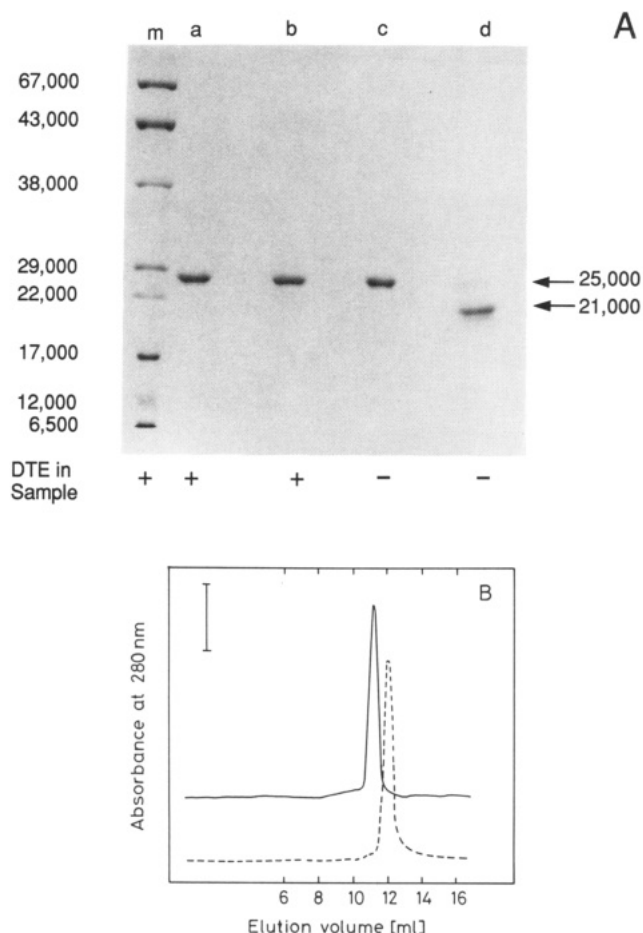 m a b c d A
67,000
43,000
38,000
29,000
22,000
17,000
12,000
6,500
25,000
21,000
DTE in
Sample
+ + + − −
B
Absorbance at 280 nm
6 8 10 12 14 16
Elution volume [ml]